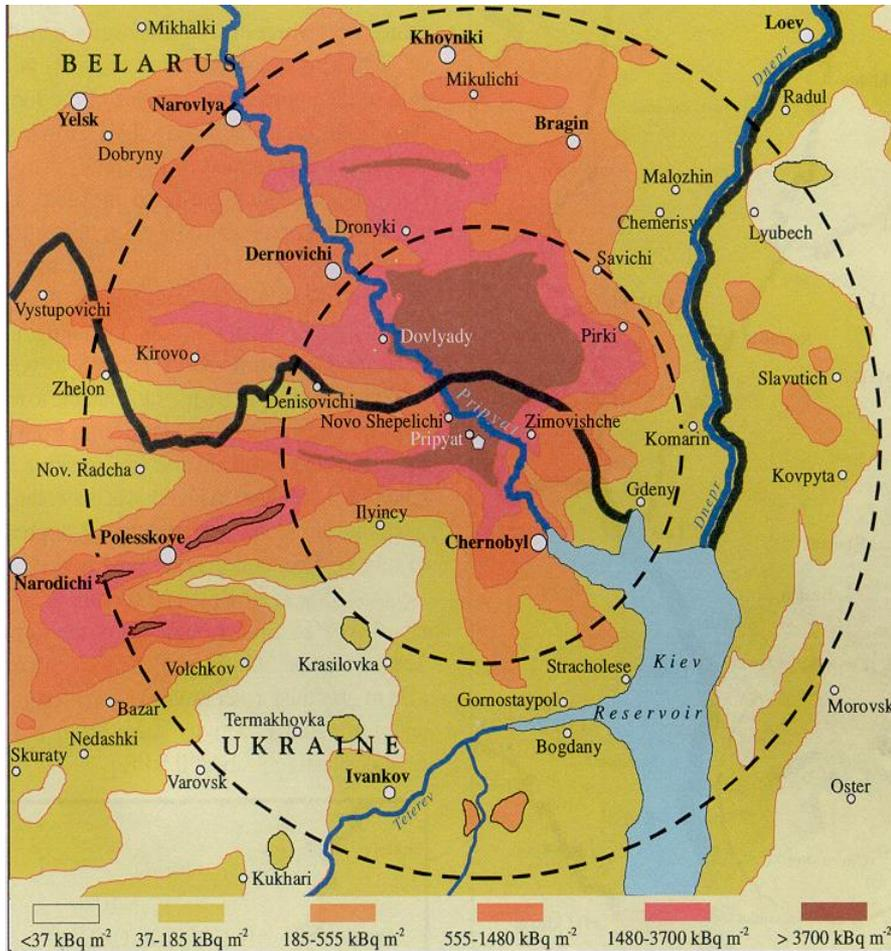 Mikhalki
Khoyniki
Loev
BELARUS
Mikulichi
Dnepr
Yelsk
Narovlya
Radul
Dobryny
Bragin
Malozhin
Chemerisy
Lyubech
Dronyki
Dernovichi
Savichi
Vystupovichi
Dovlyady
Pirki
Kirovo
Zhelon
Slavutich
Denisovichi
Pripyat
Novo Shepelichi
Zimovishche
Pripyat
Komarin
Nov. Radcha
Kovpyta
Gdeny
Ilyincy
Dnepr
Polesskoye
Chernobyl
Narodichi
Volchkov
Krasilovka
Stracholese
Kiev
Reservoir
Gornostaypol
Morovsk
Bazar
Termakhovka
UKRAINE
Bogdany
Nedashki
Skuraty
Varovsk
Ivankov
Teterev
Oster
Kukhari
<37 kBq m-2
37-185 kBq m-2
185-555 kBq m-2
555-1480 kBq m-2
1480-3700 kBq m-2
> 3700 kBq m-2